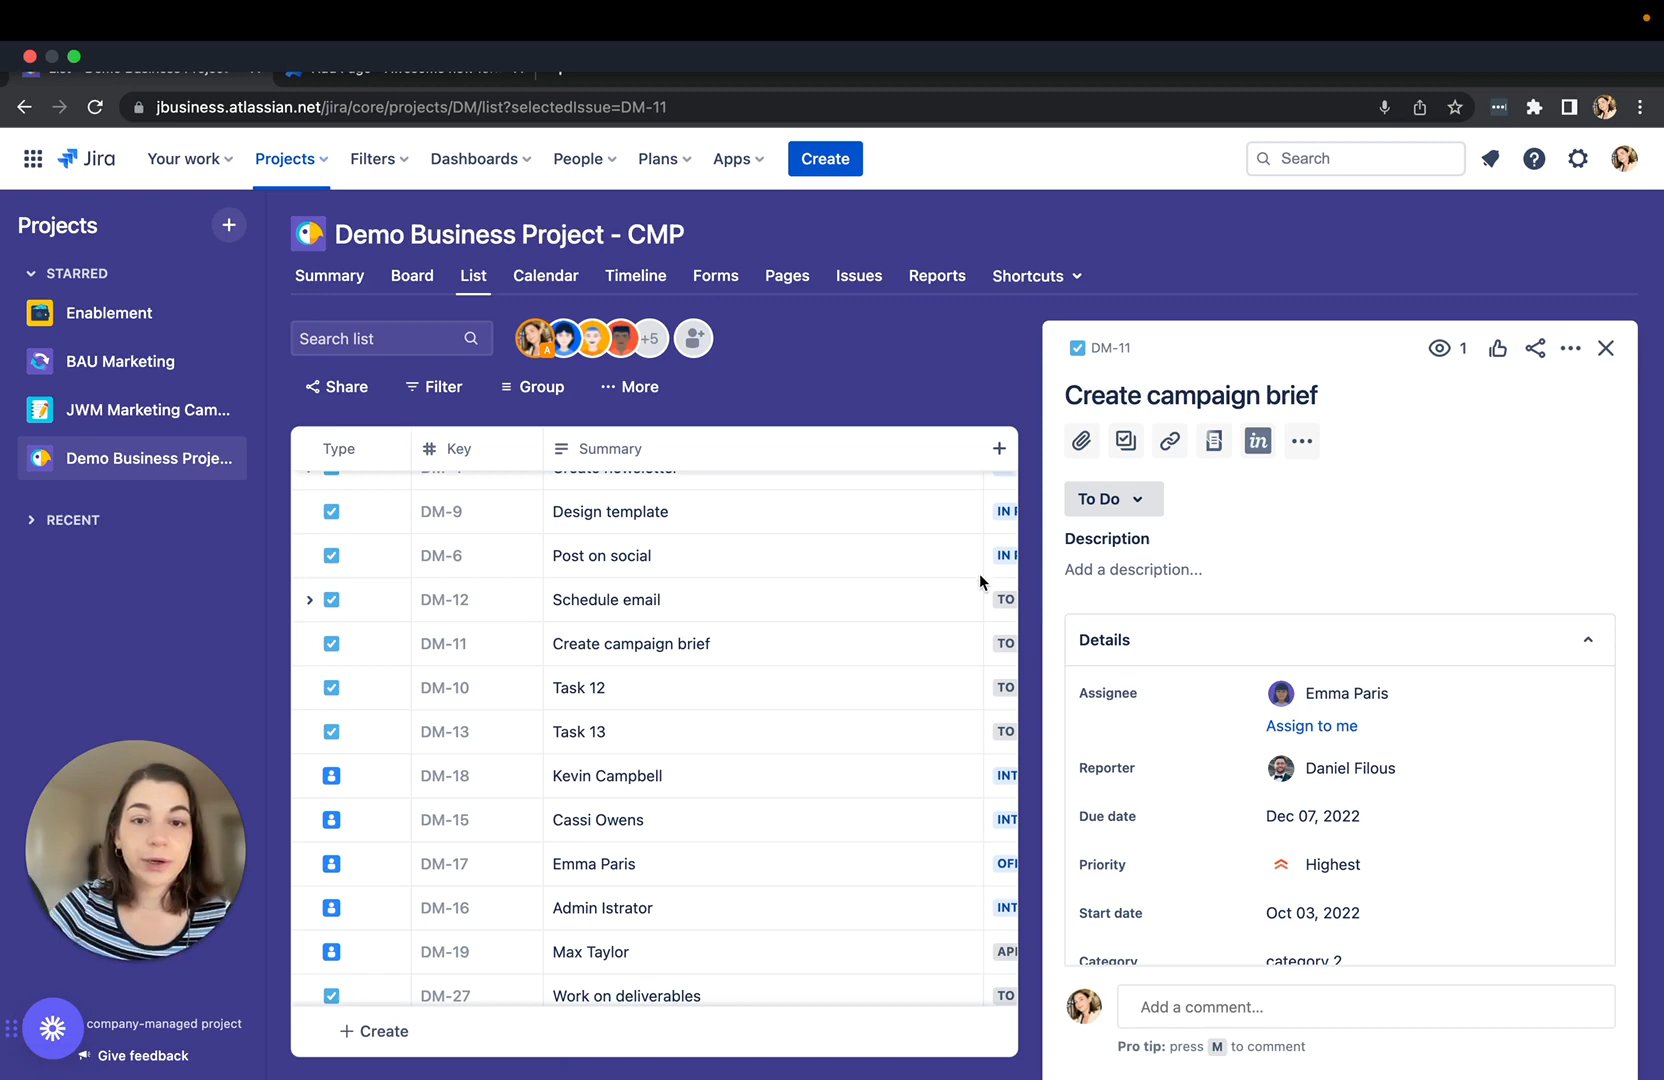 jbusiness.atlassian.net/jira/core/projects/DM/list?selectedIssue=DM-11
Jira
Your work
Projects
Filters
Dashboards
People
Plans
Apps
Create
Search
Projects
STARRED
Enablement
BAU Marketing
JWM Marketing Cam...
Demo Business Proje...
RECENT
company-managed project
Give feedback
Demo Business Project - CMP
Summary
Board
List
Calendar
Timeline
Forms
Pages
Issues
Reports
Shortcuts
Search list
A
+5
Share
Filter
Group
More
Type
Key
Summary
DM-9 Design template IN
DM-6 Post on social IN
DM-12 Schedule email TO
DM-11 Create campaign brief TO
DM-10 Task 12 TO
DM-13 Task 13 TO
DM-18 Kevin Campbell INT
DM-15 Cassi Owens INT
DM-17 Emma Paris
DM-16 Admin Istrator INT
DM-19 Max Taylor
DM-27 Work on deliverables TO
+ Create
DM-11
1
Create campaign brief
in
To Do
Description
Add a description...
Details
Assignee
Emma Paris
Assign to me
Reporter
Daniel Filous
Due date
Dec 07, 2022
Priority
Highest
Start date
Oct 03, 2022
Category
category 2
Add a comment...
Pro tip: press M to comment